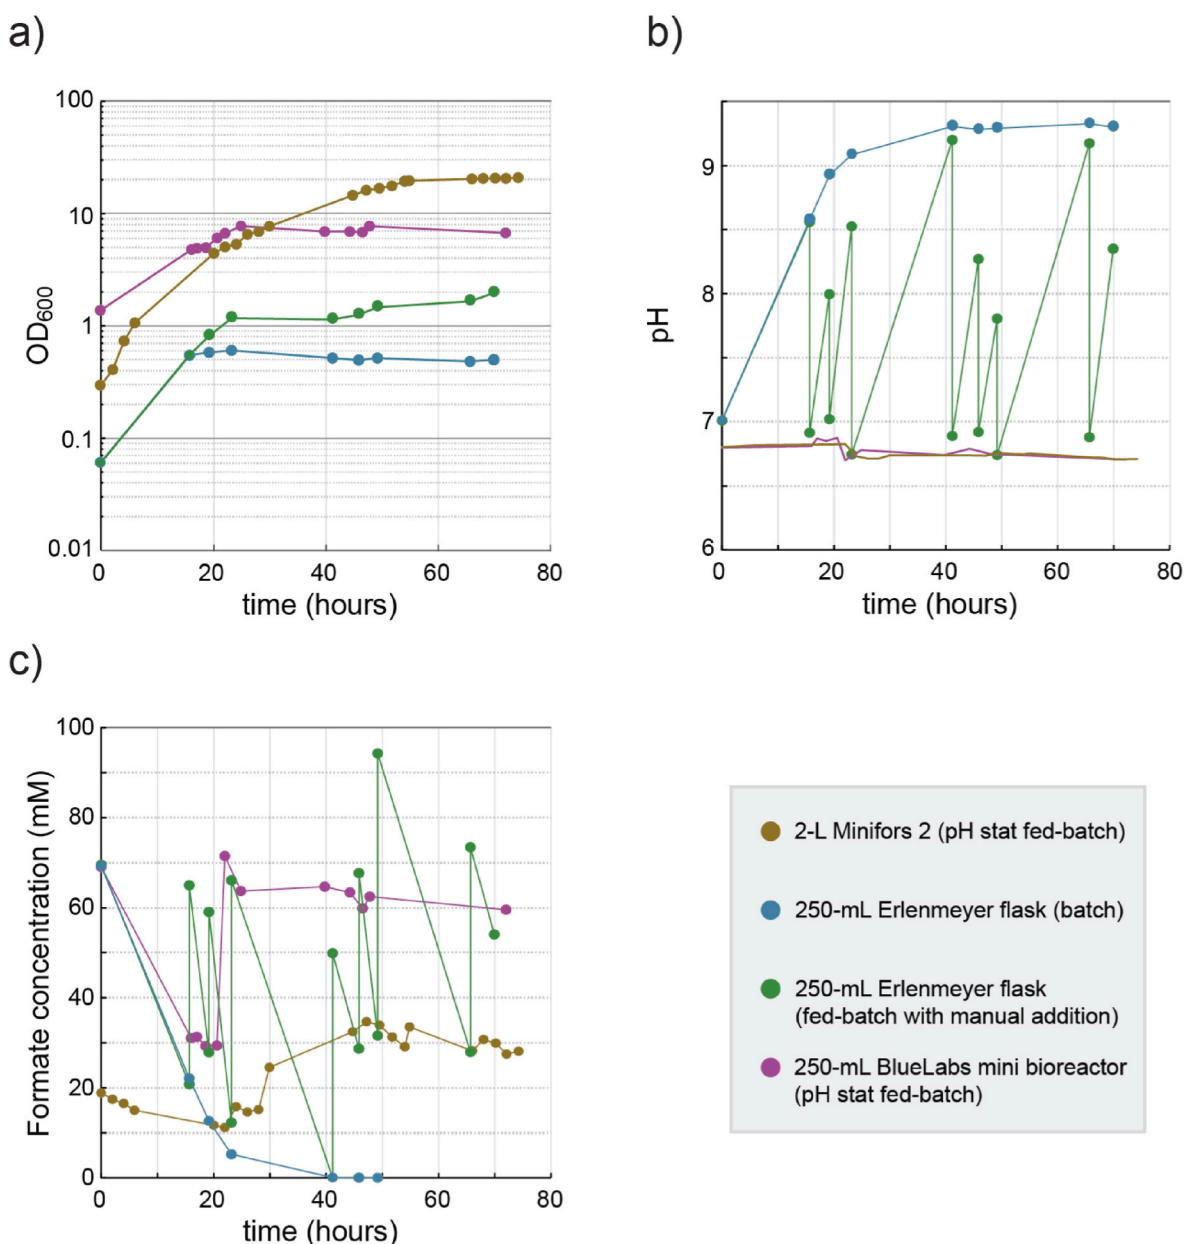 a)
100
10
1
0.1
0.01
OD600
0
20
40
60
80
time (hours)
b)
9
8
7
6
pH
0
20
40
60
80
time (hours)
c)
100
80
60
40
20
0
Formate concentration (mM)
0
20
40
60
80
time (hours)
2-L Minifors 2 (pH stat fed-batch)
250-mL Erlenmeyer flask (batch)
250-mL Erlenmeyer flask
(fed-batch with manual addition)
250-mL BlueLabs mini bioreactor
(pH stat fed-batch)